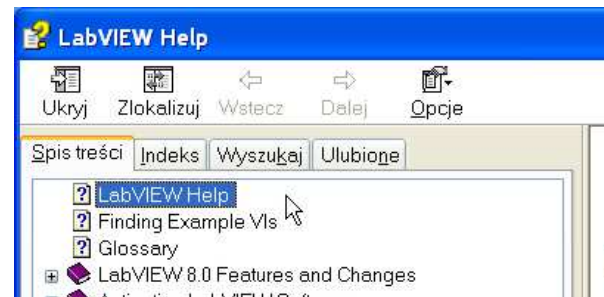 LabVIEW Help
Ukryj Zlokalizuj Wstecz Dalej Opcje
Spis treści Indeks Wyszukaj Ulubione
LabVIEW Help
Finding Example VIs
Glossary
LabVIEW 8.0 Features and Changes